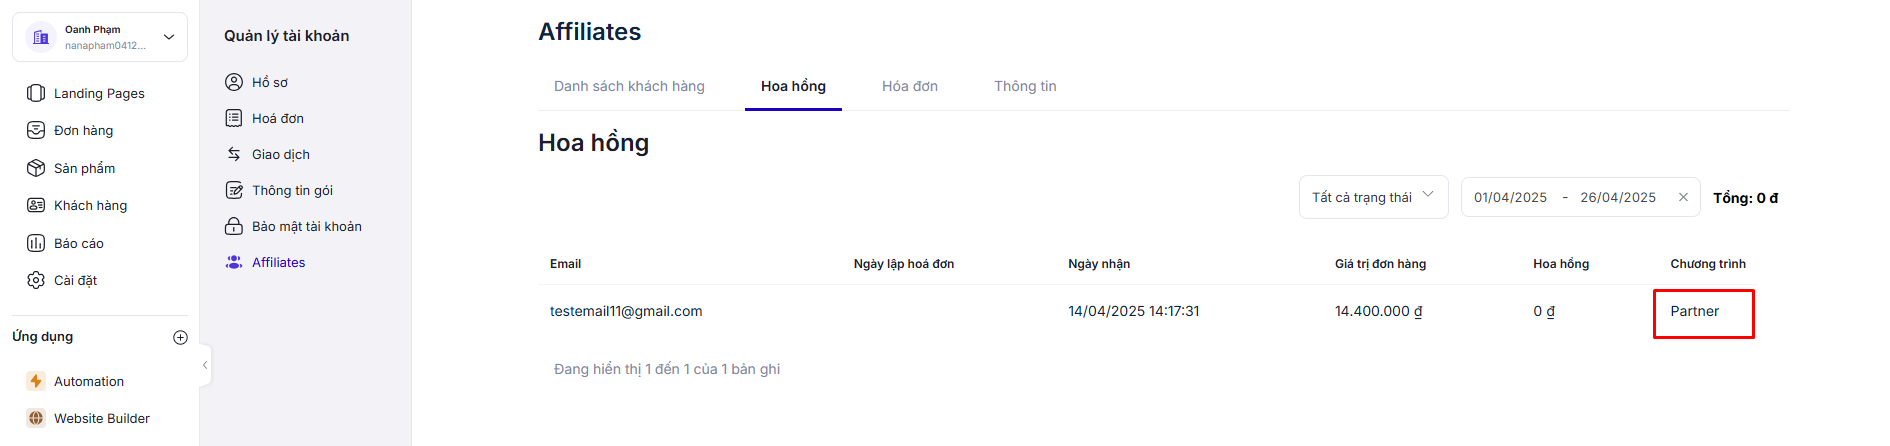 Oanh Phạm
nanapham0412...
Landing Pages
Đơn hàng
Sản phẩm
Khách hàng
Báo cáo
Cài đặt
Ứng dụng
Automation
Website Builder
Quản lý tài khoản
Hồ sơ
Hoá đơn
Giao dịch
Thông tin gói
Bảo mật tài khoản
Affiliates
Affiliates
Danh sách khách hàng Hoa hồng Hóa đơn Thông tin
Hoa hồng
Tất cả trạng thái 01/04/2025 - 26/04/2025 Tổng: 0 đ
Email Ngày lập hoá đơn Ngày nhận Giá trị đơn hàng Hoa hồng Chương trình
testemail11@gmail.com 14/04/2025 14:17:31 14.400.000 ₫ 0 ₫ Partner
Đang hiển thị 1 đến 1 của 1 bản ghi